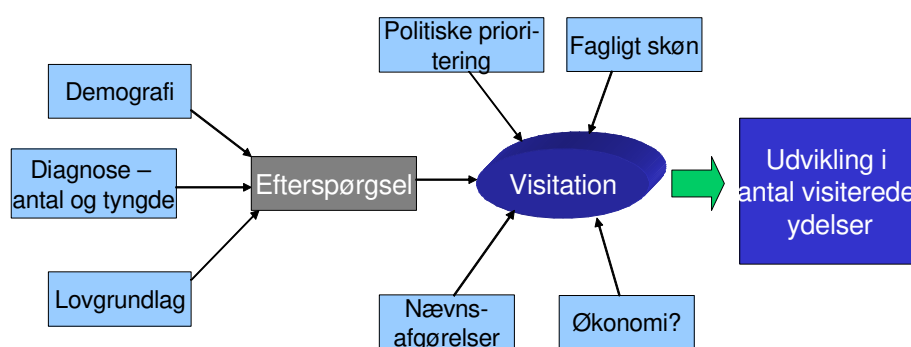 Demografi
Diagnose –
antal og tyngde
Lovgrundlag
Efterspørgsel
Politiske priori-
tering
Fagligt skøn
Visitation
Nævns-
afgørelser
Økonomi?
Udvikling i
antal visiterede
ydelser